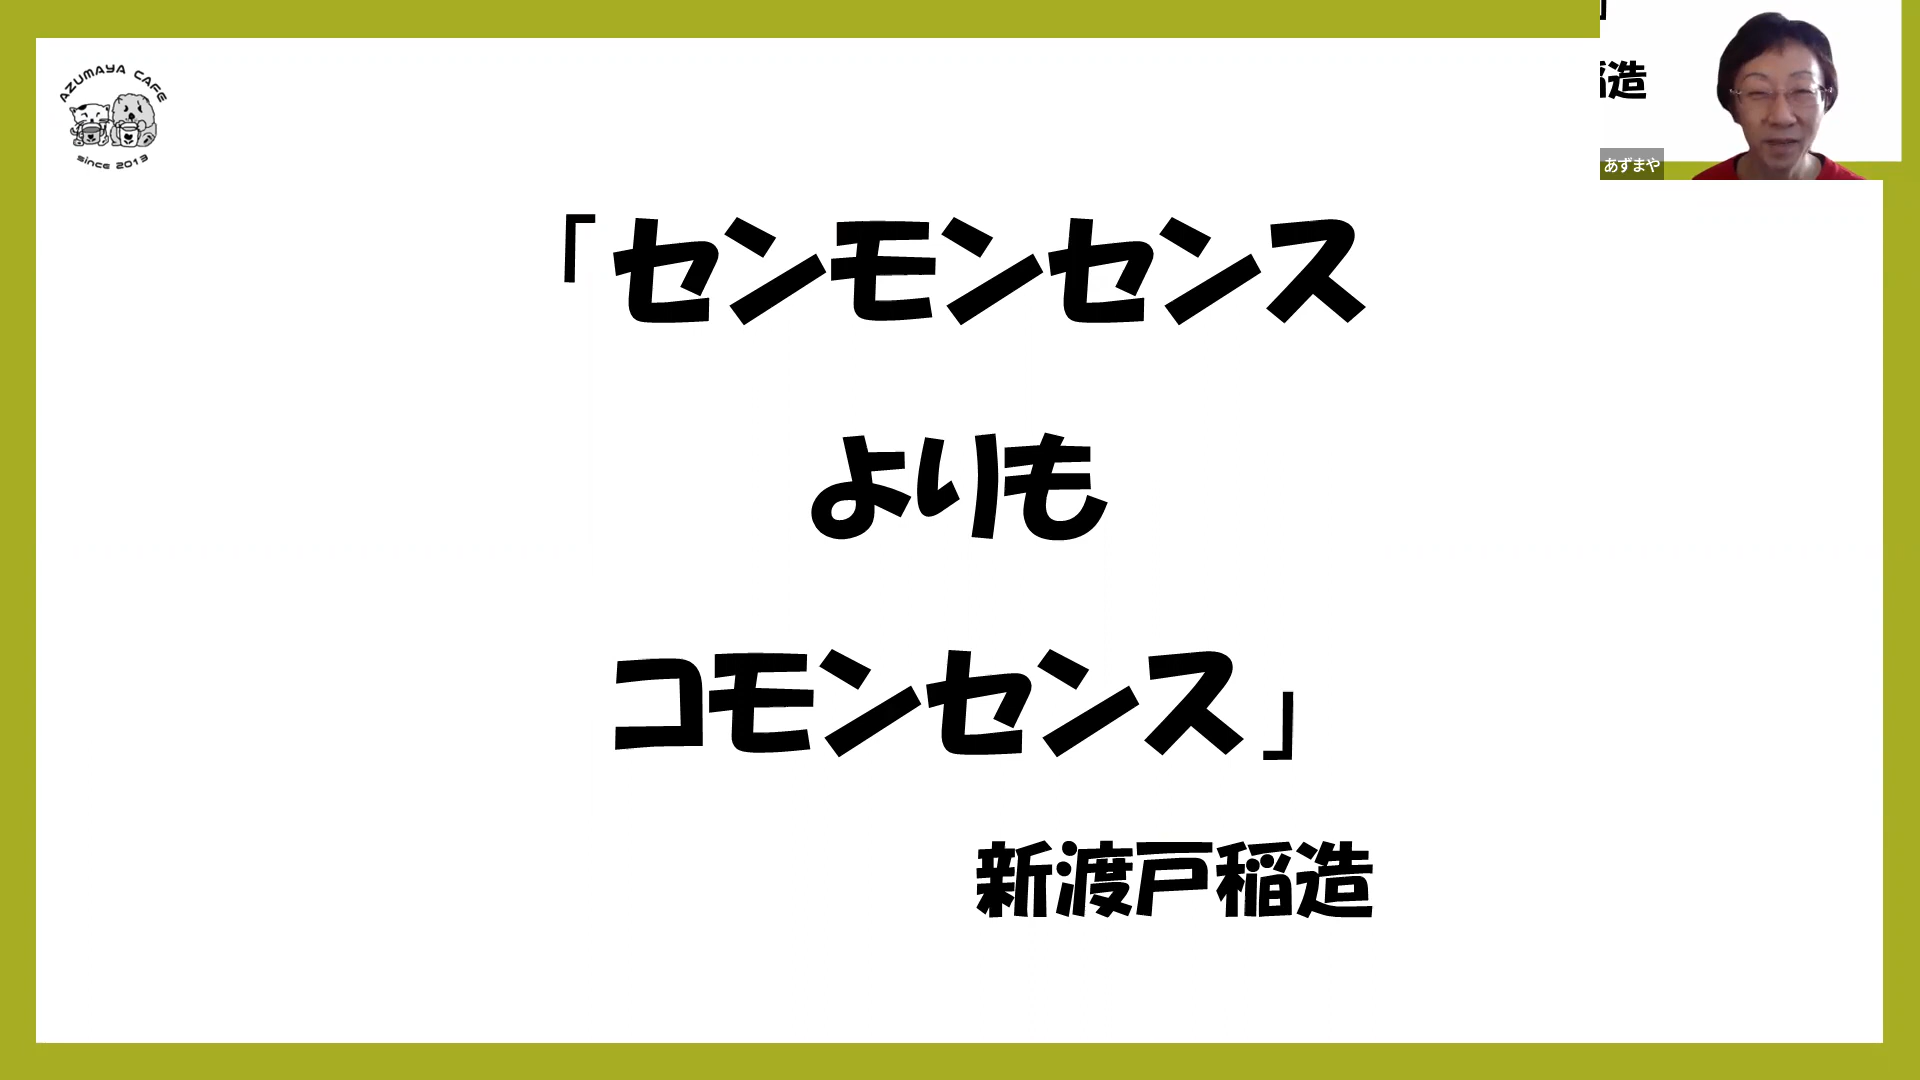 AZUMAYA CAFE
since 2013
「センモンセンス
よりも
コモンセンス」
新渡戸稲造
造
あずまや